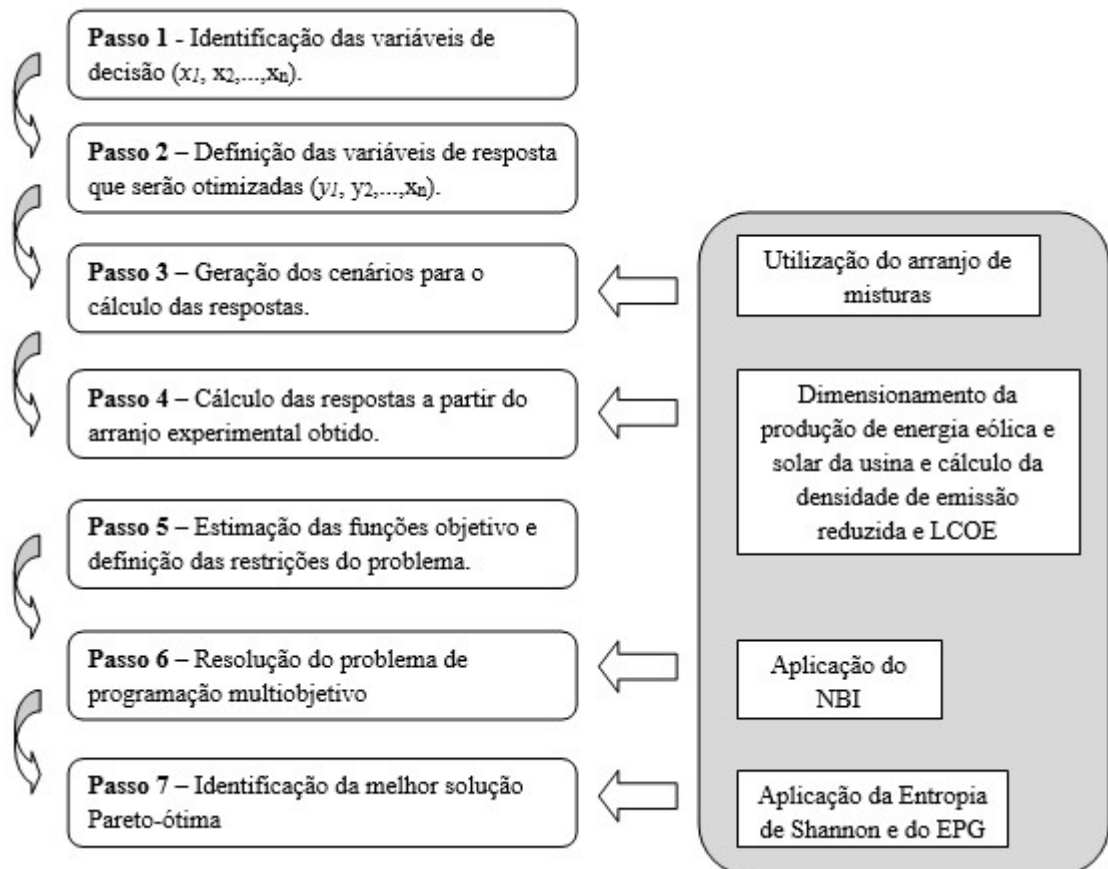 Passo 1 - Identificação das variáveis de
decisão (x1, x2,...,xn).
Passo 2 – Definição das variáveis de resposta
que serão otimizadas (y1, y2,...,xn).
Passo 3 – Geração dos cenários para o
cálculo das respostas.
Utilização do arranjo de
misturas
Passo 4 – Cálculo das respostas a partir do
arranjo experimental obtido.
Dimensionamento da
produção de energia eólica e
solar da usina e cálculo da
densidade de emissão
reduzida e LCOE
Passo 5 – Estimação das funções objetivo e
definição das restrições do problema.
Passo 6 – Resolução do problema de
programação multiobjetivo
Aplicação do
NBI
Passo 7 – Identificação da melhor solução
Pareto-ótima
Aplicação da Entropia
de Shannon e do EPG